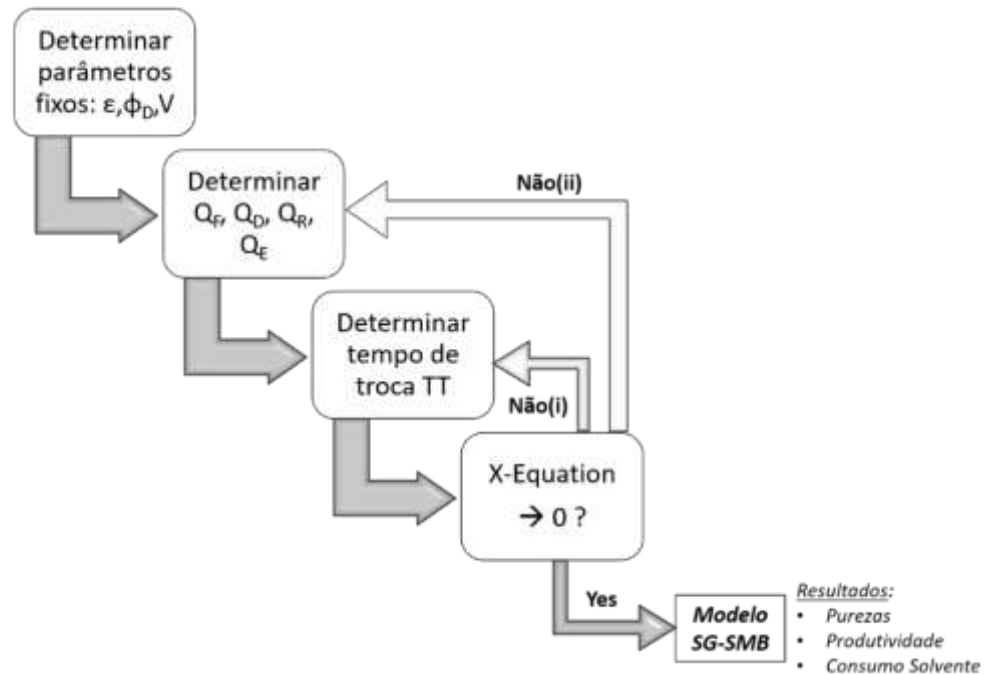 Determinar
parâmetros
fixos: ε,ϕD,V
Determinar
QF, QD, QR,
QE
Não(ii)
Determinar
tempo de
troca TT
Não(i)
X-Equation
→ 0 ?
Yes
Modelo
SG-SMB
Resultados:
• Purezas
• Produtividade
• Consumo Solvente